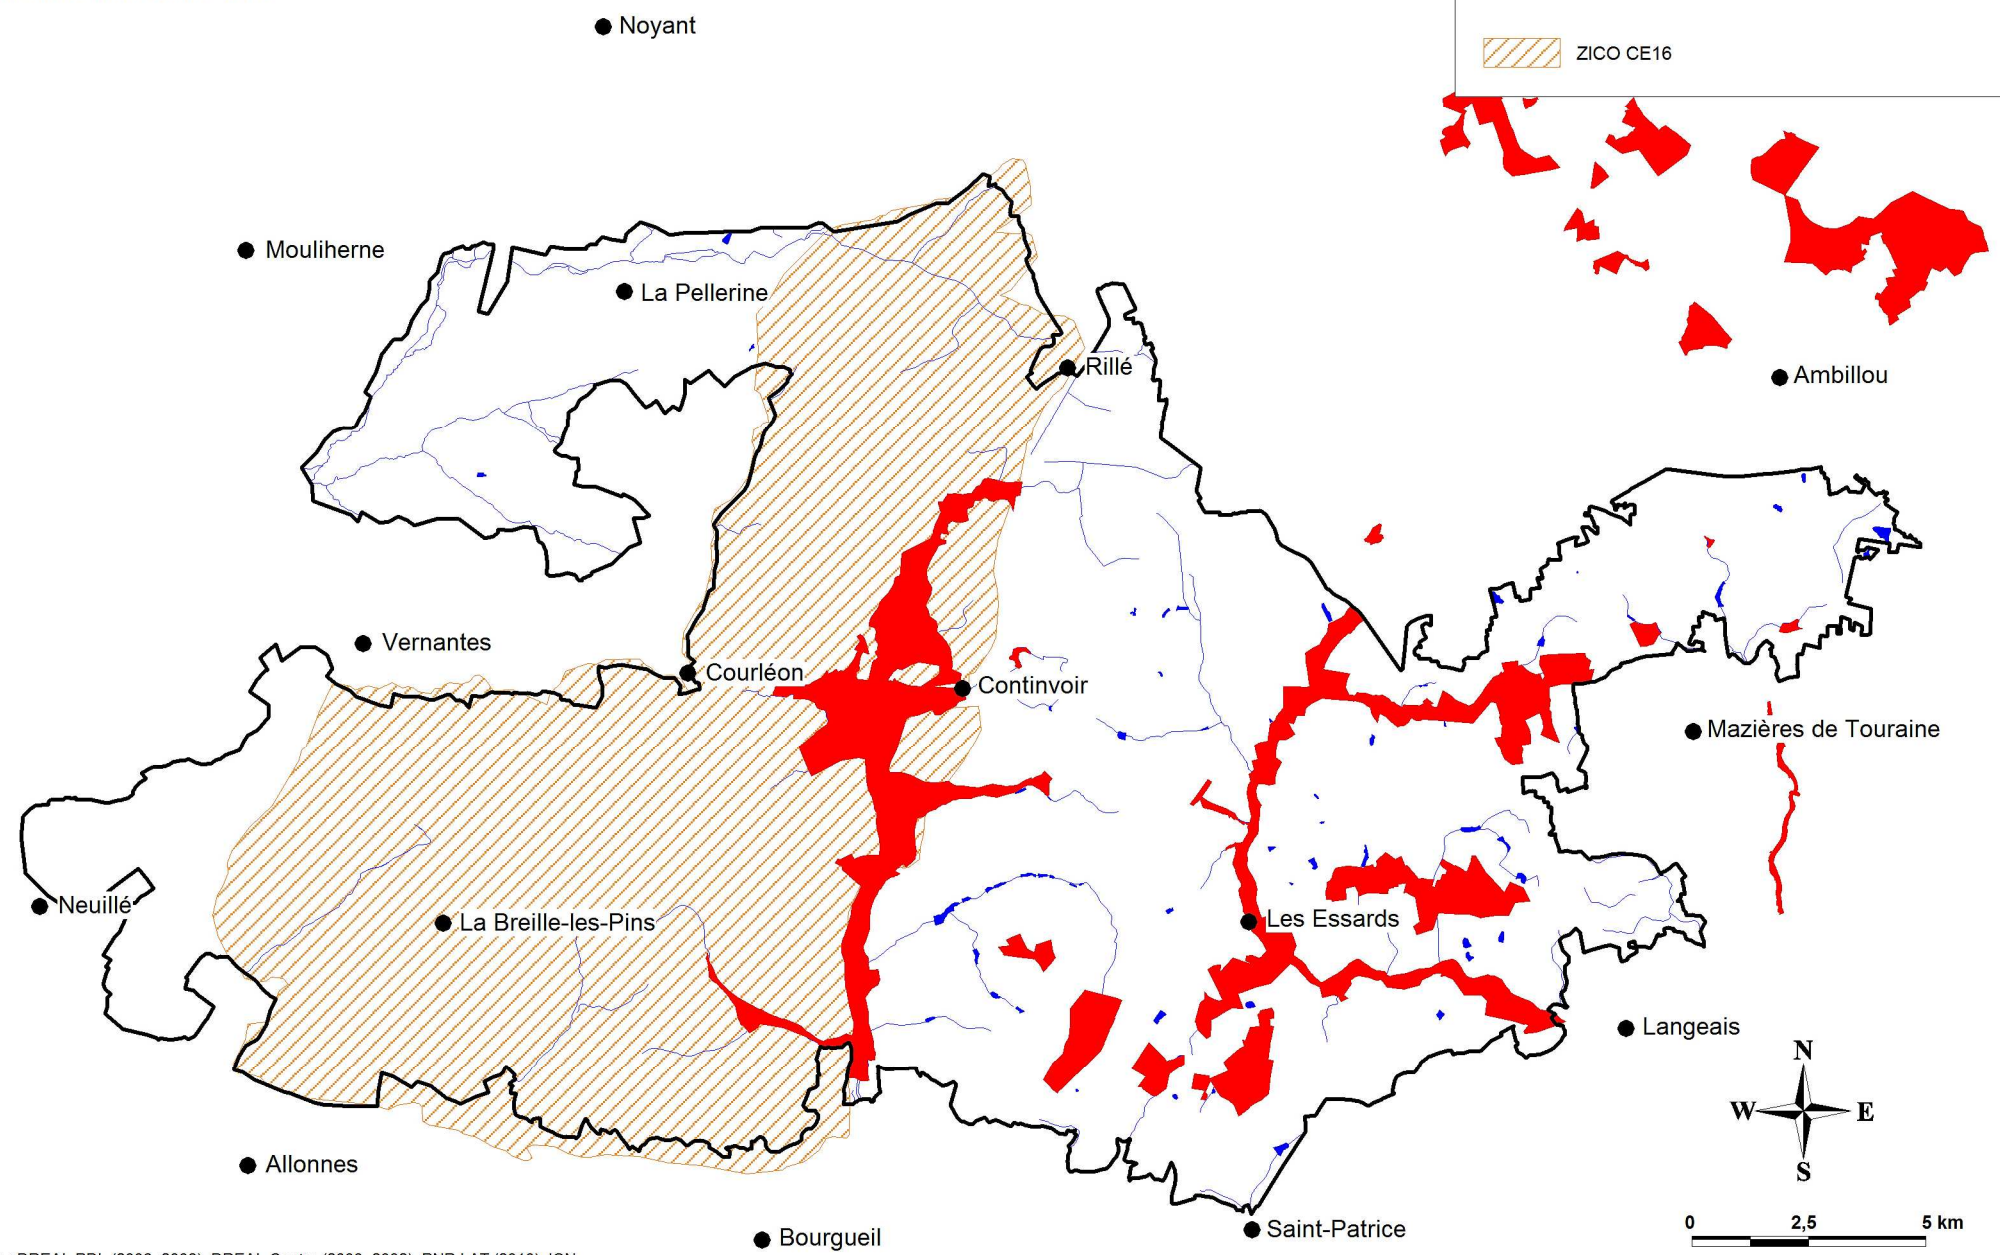 Noyant
ZICO CE16
Mouliherne
La Pellerine
Rillé
Ambillou
Vernantes
Courléon
Continvoir
Mazières de Touraine
Neuillé
La Breille-les-Pins
Les Essards
Langeais
N
W E
S
Allonnes
Saint-Patrice
Bourgueil
0 2,5 5 km